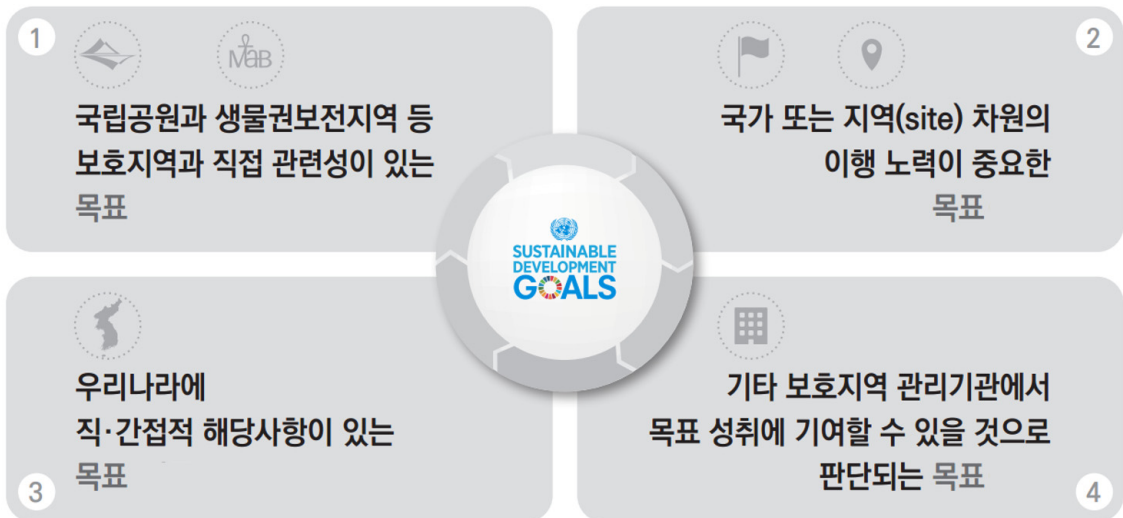 1
MaB
국립공원과 생물권보전지역 등
보호지역과 직접 관련성이 있는
목표
2
국가 또는 지역(site) 차원의
이행 노력이 중요한
목표
SUSTAINABLE
DEVELOPMENT
GOALS
우리나라에
직·간접적 해당사항이 있는
목표
3
기타 보호지역 관리기관에서
목표 성취에 기여할 수 있을 것으로
판단되는 목표
4